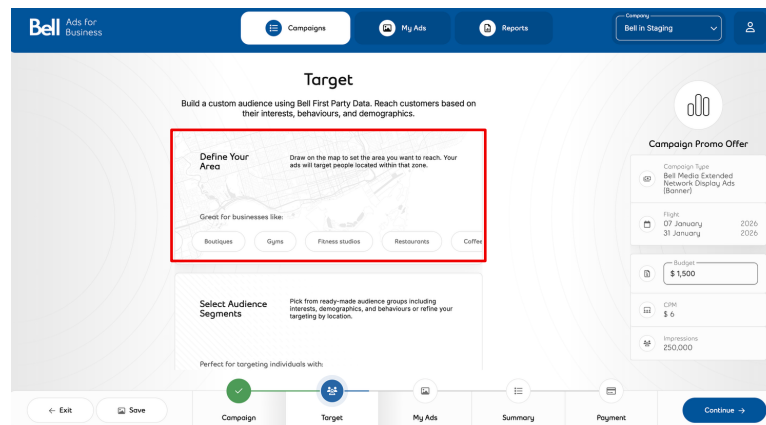 Bell
Ads for
Business
Campaigns
My Ads
Reports
Company
Bell in Staging
Target
Build a custom audience using Bell First Party Data. Reach customers based on
their interests, behaviours, and demographics.
Define Your
Area
Draw on the map to set the area you want to reach. Your
ads will target people located within that zone.
Great for businesses like:
Boutiques
Gyms
Fitness studios
Restaurants
Coffee
Select Audience
Segments
Pick from ready-made audience groups including
interests, demographics, and behaviours or refine your
targeting by location.
Perfect for targeting individuals with:
Campaign Promo Offer
Campaign Type
Bell Media Extended
Network Display Ads
(Banner)
Flight
07 January 2026
31 January 2026
Budget
$ 1,500
CPM
$ 6
Impressions
250,000
← Exit
Save
Campaign
Target
My Ads
Summary
Payment
Continue →